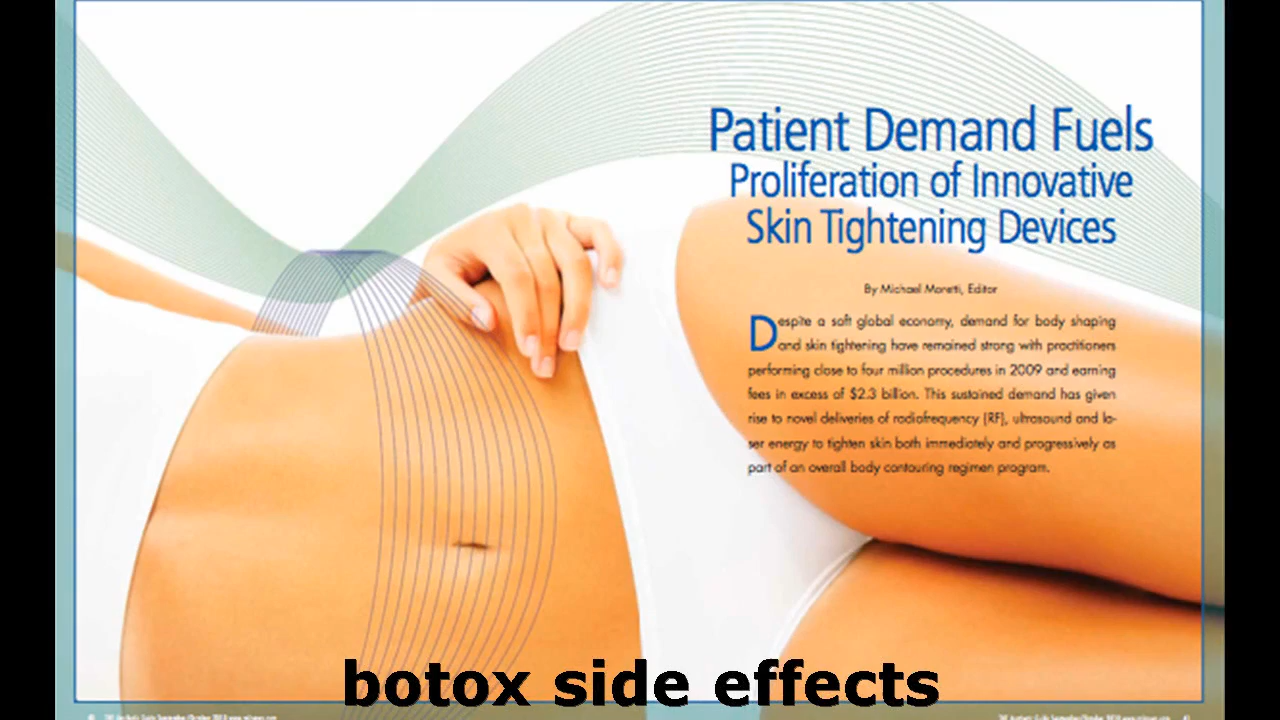 Patient Demand Fuels
Proliferation of Innovative
Skin Tightening Devices
By Michael Moretti, Editor
Despite a soft global economy, demand for body shaping
and skin tightening have remained strong with practitioners
performing close to four million procedures in 2009 and earning
fees in excess of $2.3 billion. This sustained demand has given
rise to novel deliveries of radiofrequency (RF), ultrasound and la-
ser energy to tighten skin both immediately and progressively as
part of an overall body contouring regimen program.
botox side effects